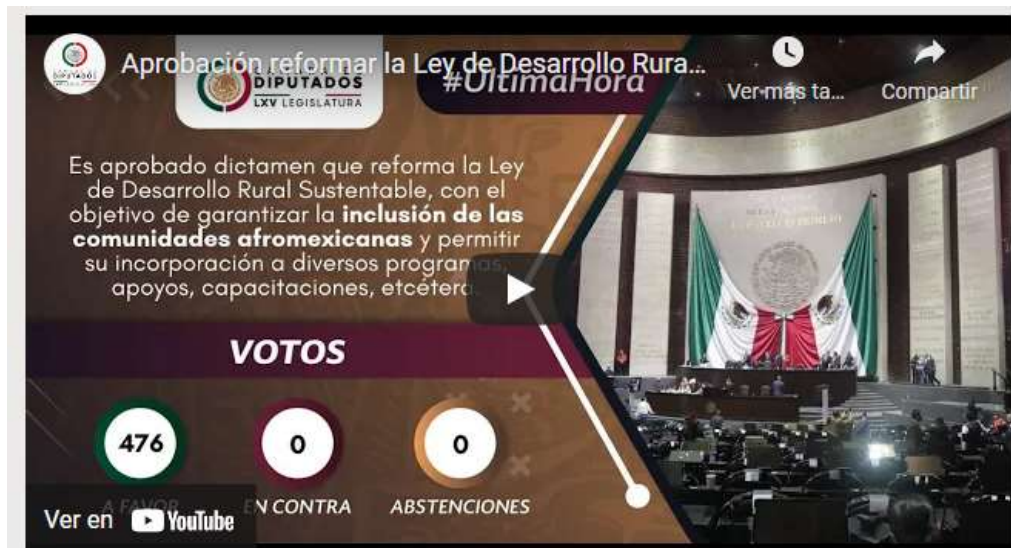 Aprobación reformar la Ley de Desarrollo Rura...
Ver más ta...
Compartir
DIPUTADOS
LXV LEGISLATURA
#ÚltimaHora
Es aprobado dictamen que reforma la Ley
de Desarrollo Rural Sustentable, con el
objetivo de garantizar la inclusión de las
comunidades afromexicanas y permitir
su incorporación a diversos programas,
apoyos, capacitaciones, etcétera.
VOTOS
476
0
0
A FAVOR
EN CONTRA
ABSTENCIONES
Ver en YouTube